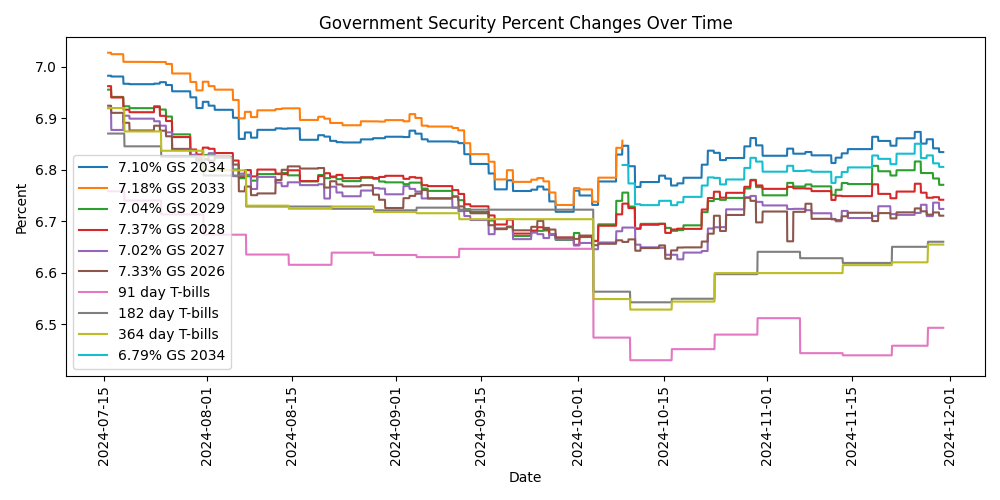 Government Security Percent Changes Over Time
Percent
7.0
6.9
6.8
6.7
6.6
6.5
7.10% GS 2034
7.18% GS 2033
7.04% GS 2029
7.37% GS 2028
7.02% GS 2027
7.33% GS 2026
91 day T-bills
182 day T-bills
364 day T-bills
6.79% GS 2034
2024-07-15
2024-08-01
2024-08-15
2024-09-01
2024-09-15
2024-10-01
2024-10-15
2024-11-01
2024-11-15
2024-12-01
Date